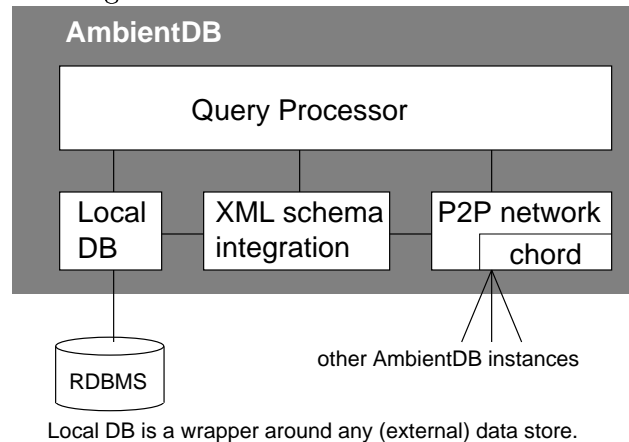 AmbientDB
Query Processor
Local
DB
XML schema
integration
P2P network
chord
RDBMS
other AmbientDB instances
Local DB is a wrapper around any (external) data store.